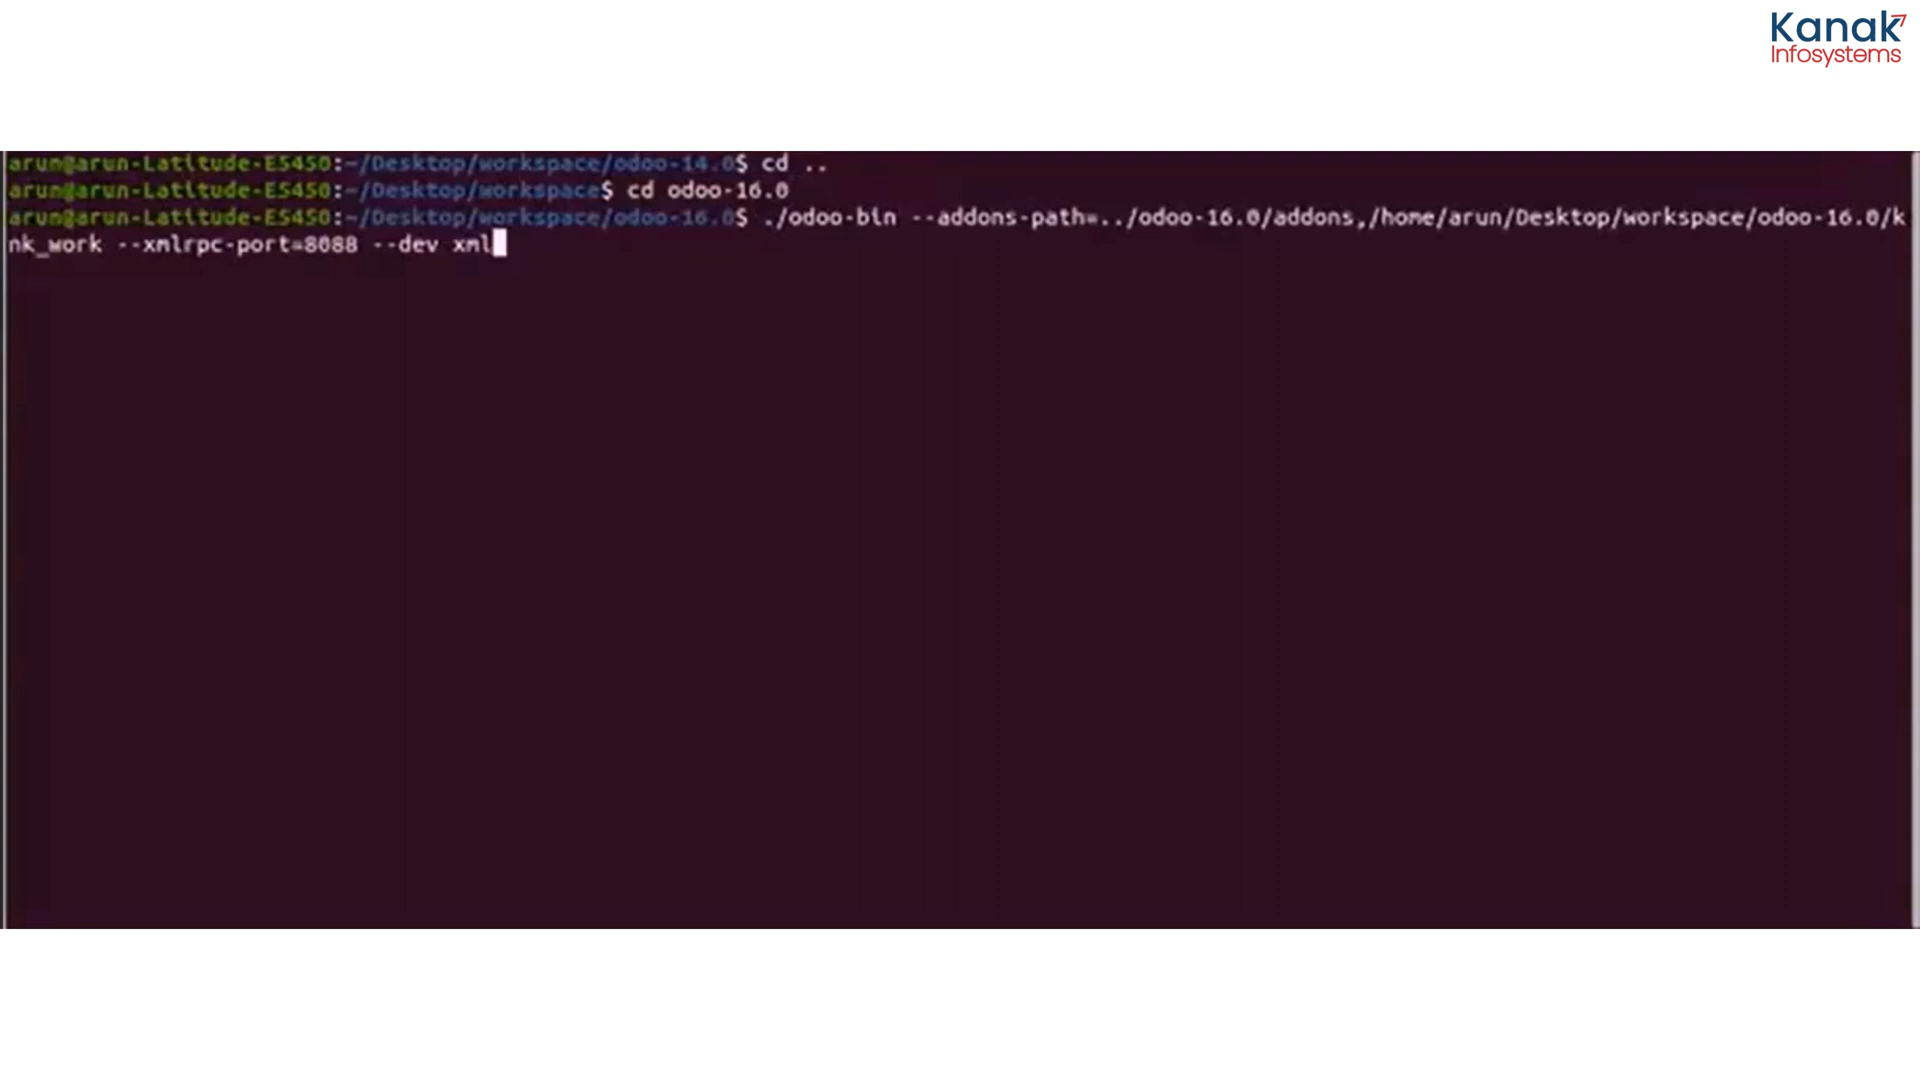 Kanak
Infosystems
arun@arun-Latitude-E5450:~/Desktop/workspace/odoo-14.0$ cd ..
arun@arun-Latitude-E5450:~/Desktop/workspace$ cd odoo-16.0
arun@arun-Latitude-E5450:~/Desktop/workspace/odoo-16.0$ ./odoo-bin --addons-path=../odoo-16.0/addons,/home/arun/Desktop/workspace/odoo-16.0/k
nk_work --xmlrpc-port=8088 --dev xml